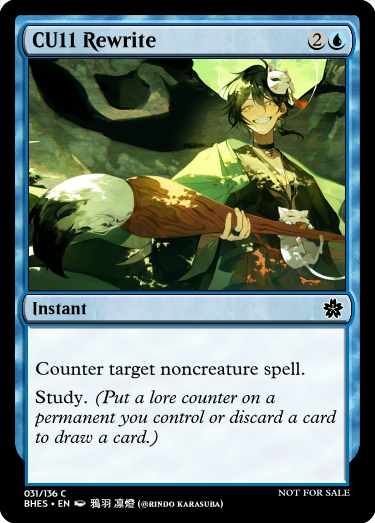 CU11 Rewrite 2
Instant
Counter target noncreature spell.
Study. (Put a lore counter on a
permanent you control or discard a card
to draw a card.)
031/136 C NOT FOR SALE
BHES • EN 鴉羽 凛燈 (@RINDO KARASUBA)